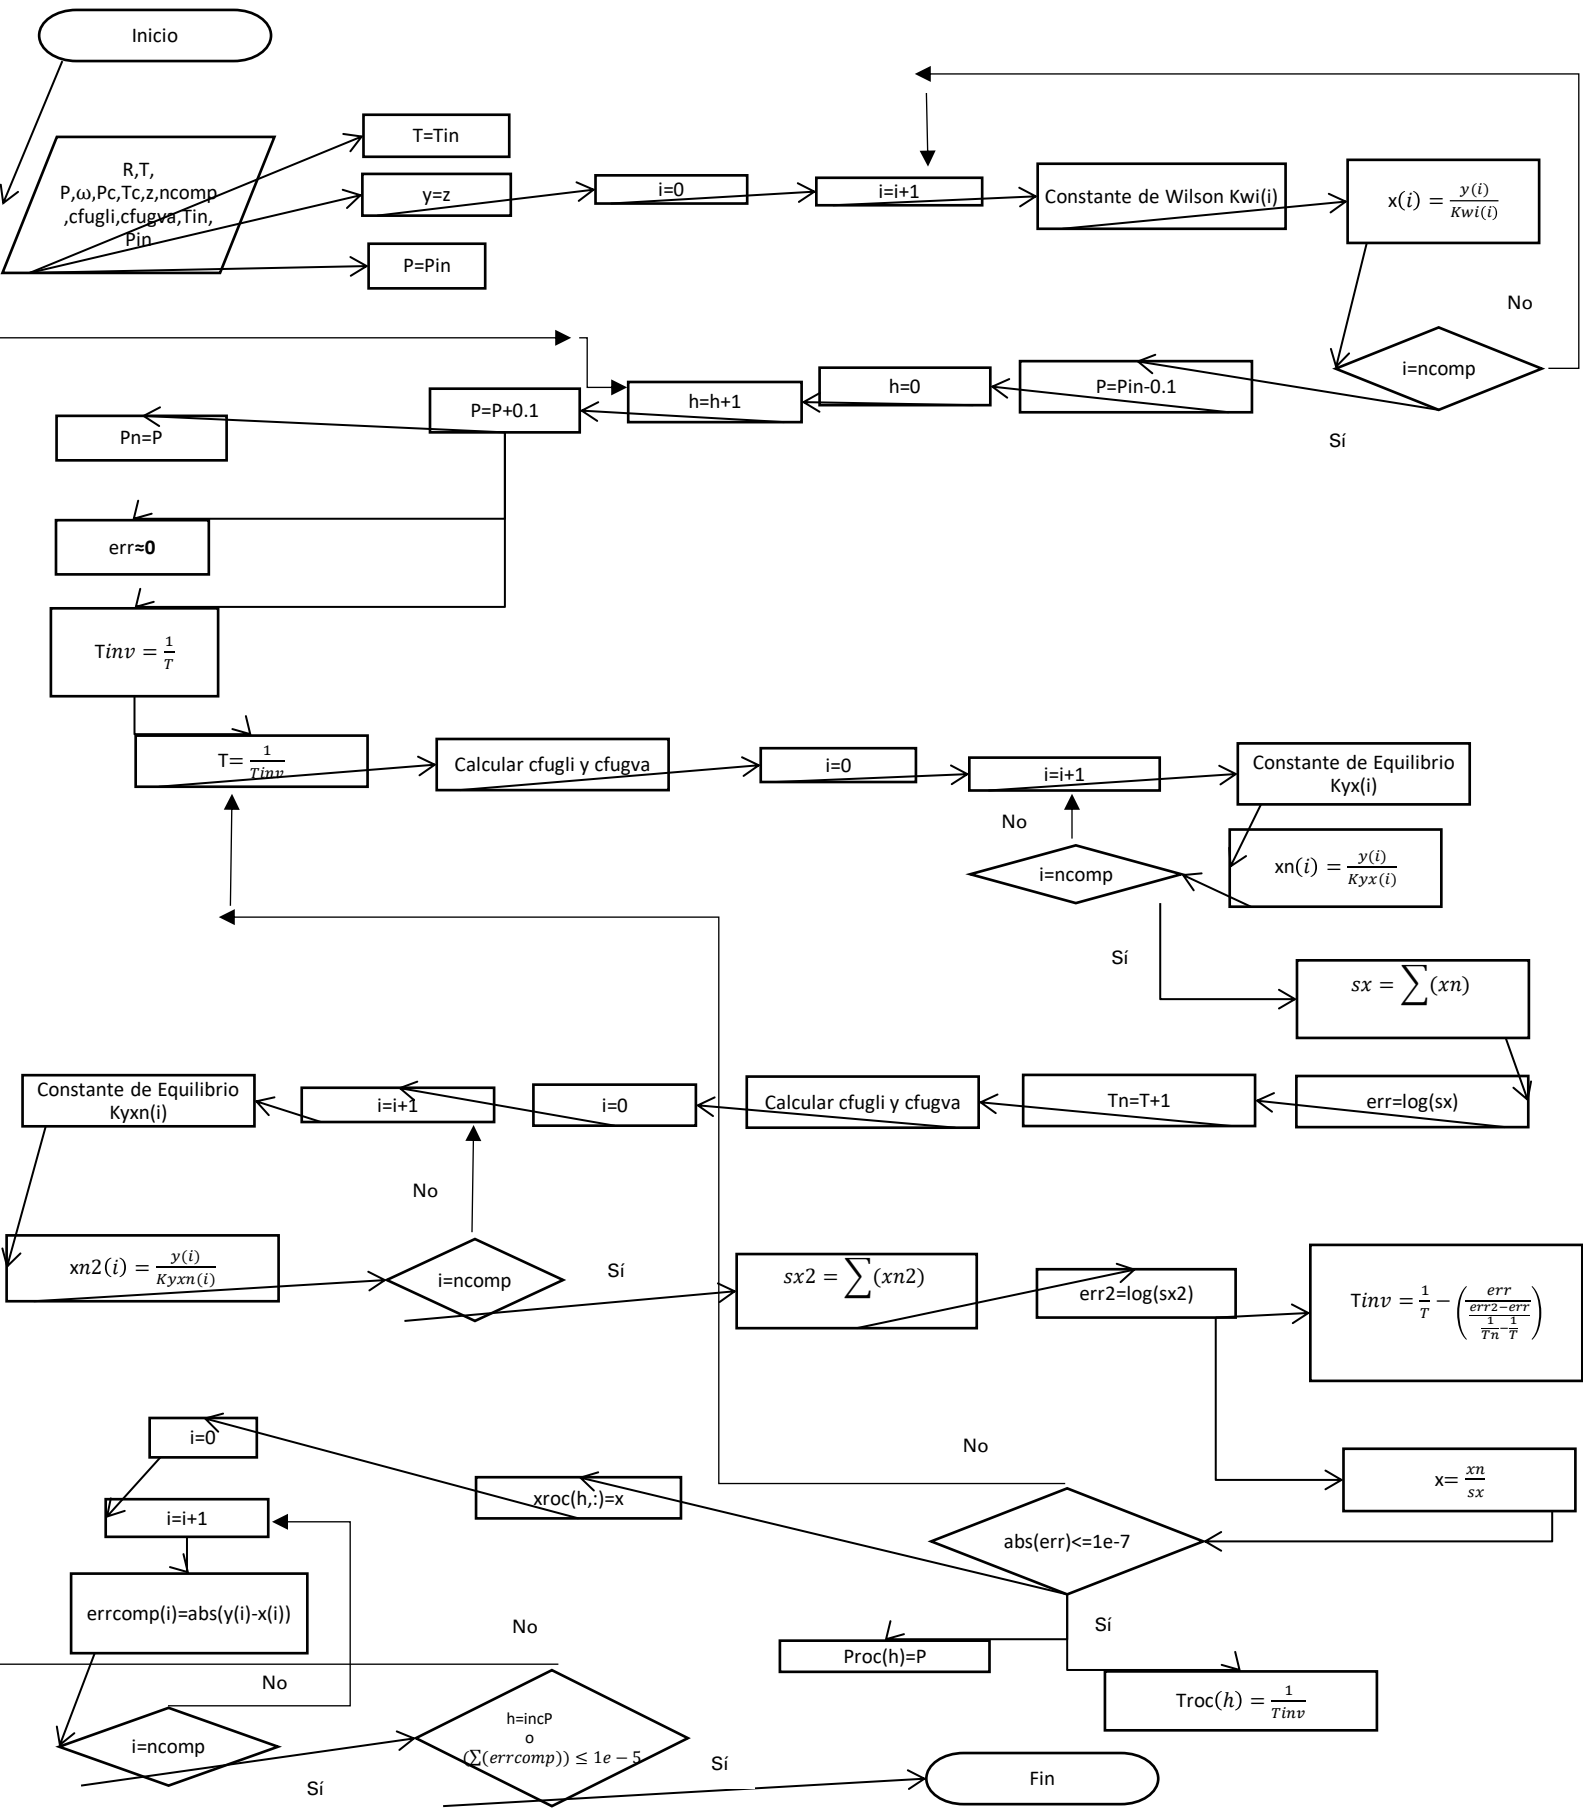 Inicio
R,T,
P,ω,Pc,Tc,z,ncomp
,cfugli,cfugva,Tin,
Pin
T=Tin
y=z
P=Pin
i=0
i=i+1
Constante de Wilson Kwi(i)
x(i) = y(i)/Kwi(i)
No
i=ncomp
Sí
P=Pin-0.1
h=0
h=h+1
P=P+0.1
Pn=P
err≈0
Tinv = 1/T
T= 1/Tinv
Calcular cfugli y cfugva
i=0
i=i+1
Constante de Equilibrio
Kyx(i)
xn(i) = y(i)/Kyx(i)
No
i=ncomp
Sí
sx = ∑(xn)
err=log(sx)
Tn=T+1
Calcular cfugli y cfugva
i=0
i=i+1
Constante de Equilibrio
Kyxn(i)
No
xn2(i) = y(i)/Kyxn(i)
i=ncomp
Sí
sx2 = ∑(xn2)
err2=log(sx2)
Tinv = 1/T − (err/((err2−err)/(1/Tn−1/T)))
x= xn/sx
No
abs(err)<=1e-7
Sí
Proc(h)=P
Troc(h) = 1/Tinv
xroc(h,:)=x
i=0
i=i+1
errcomp(i)=abs(y(i)-x(i))
No
i=ncomp
Sí
No
h=incP
o
(∑(errcomp)) ≤ 1e − 5
Sí
Fin